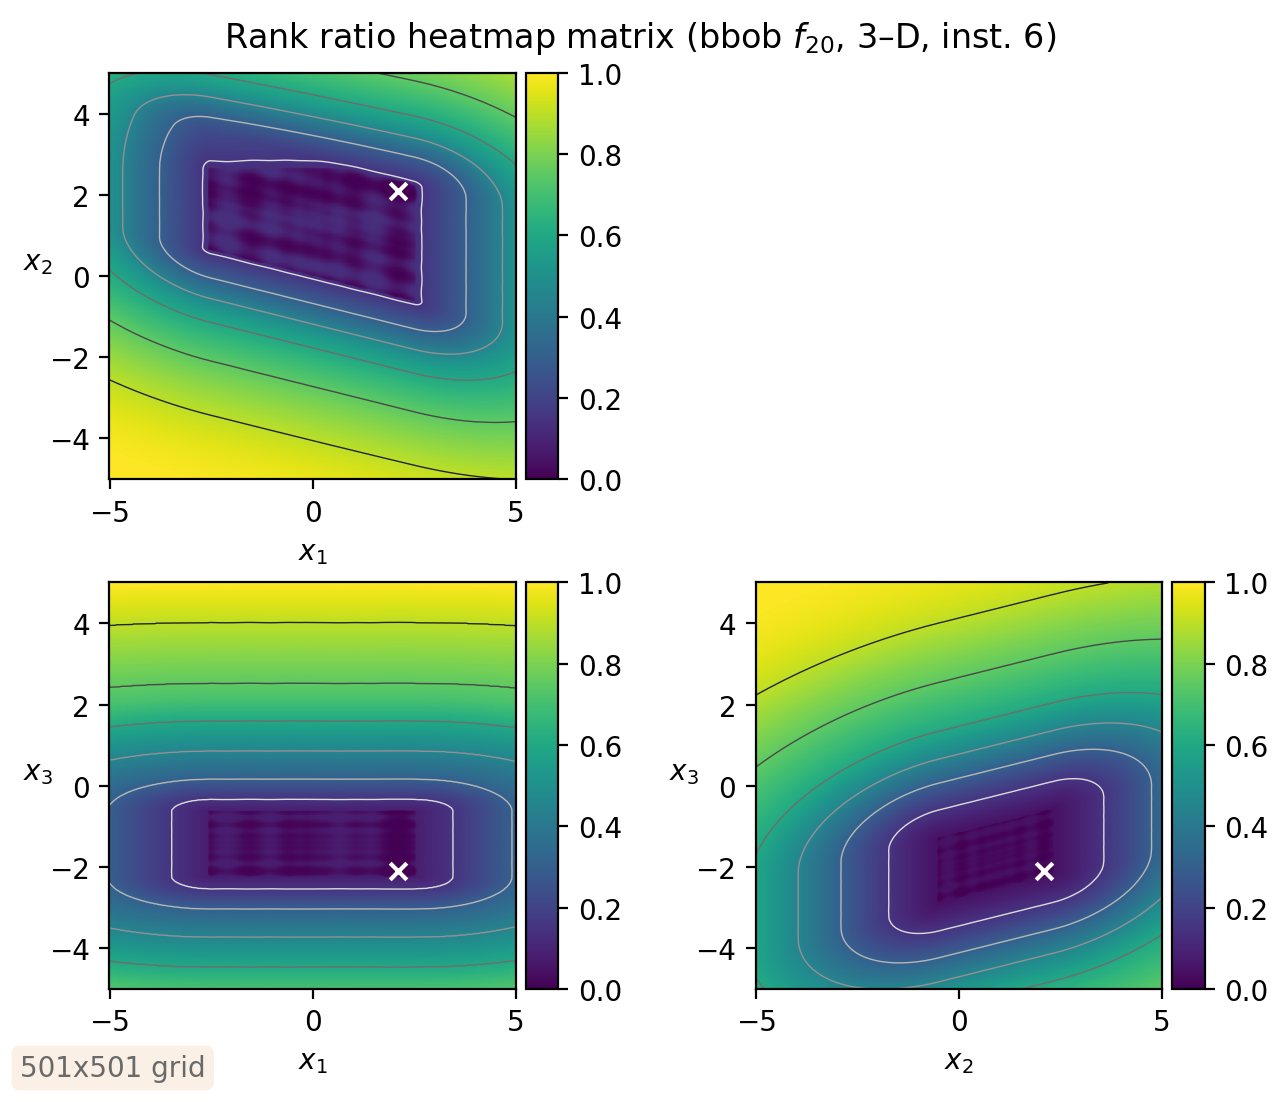 Rank ratio heatmap matrix (bbob f₂₀, 3–D, inst. 6)
1.0
4
0.8
2
0.6
x₂
0
0.4
−2
0.2
−4
0.0
−5 0 5
x₁
1.0 1.0
4 4
0.8 0.8
2 2
0.6 0.6
x₃ 0 x₃ 0
0.4 0.4
−2 −2
0.2 0.2
−4 −4
0.0 0.0
−5 0 5 −5 0 5
x₁ x₂
501x501 grid